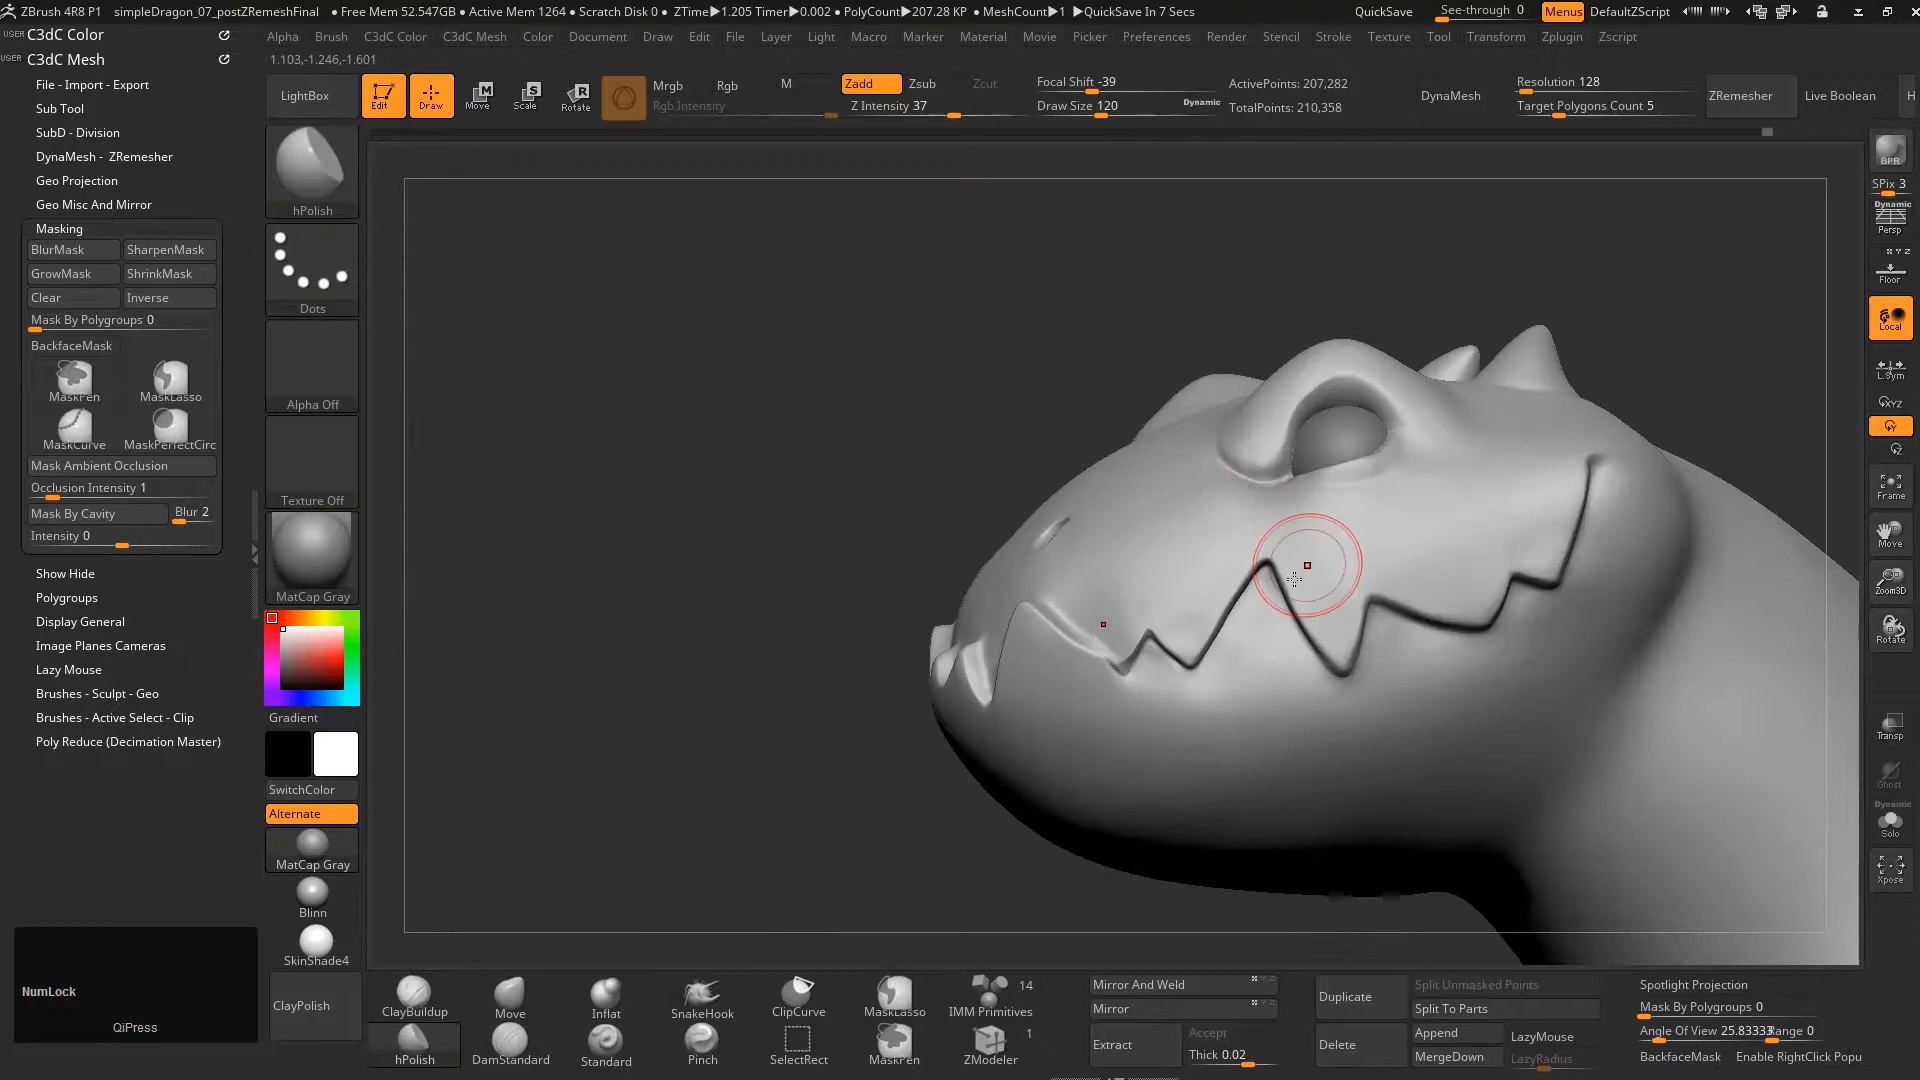 ZBrush 4R8 P1 simpleDragon_07_postZRemeshFinal ● Free Mem 52.547GB ● Active Mem 1264 ● Scratch Disk 0 ● ZTime▶1.205 Timer▶0.002 ● PolyCount▶207.28 KP ● MeshCount▶1 ▶QuickSave In 7 Secs QuickSave See-through 0 Menus DefaultZScript
USER C3dC Color
Alpha Brush C3dC Color C3dC Mesh Color Document Draw Edit File Layer Light Macro Marker Material Movie Picker Preferences Render Stencil Stroke Texture Tool Transform Zplugin Zscript
USER C3dC Mesh
1.103,-1.246,-1.601
File - Import - Export
Sub Tool
SubD - Division
DynaMesh - ZRemesher
Geo Projection
Geo Misc And Mirror
LightBox Edit Draw Move Scale Rotate
Mrgb Rgb M Zadd Zsub Zcut Focal Shift -39 ActivePoints: 207,282 Resolution 128
Rgb Intensity Z Intensity 37 Draw Size 120 Dynamic TotalPoints: 210,358 DynaMesh Target Polygons Count 5 ZRemesher Live Boolean H
Masking
BlurMask SharpenMask
GrowMask ShrinkMask
Clear Inverse
Mask By Polygroups 0
BackfaceMask
MaskPen MaskLasso
MaskCurve MaskPerfectCirc
Mask Ambient Occlusion
Occlusion Intensity 1
Mask By Cavity Blur 2
Intensity 0
Show Hide
Polygroups
Display General
Image Planes Cameras
Lazy Mouse
Brushes - Sculpt - Geo
Brushes - Active Select - Clip
Poly Reduce (Decimation Master)
NumLock
QiPress
hPolish
Dots
Alpha Off
Texture Off
MatCap Gray
Gradient
SwitchColor
Alternate
MatCap Gray
Blinn
SkinShade4
ClayPolish
BPR
SPix 3
Dynamic
Persp
Floor
Local
L.Sym
XYZ
Y
Z
Frame
Move
Zoom3D
Rotate
Transp
Ghost
Dynamic
Solo
Xpose
ClayBuildup Move Inflat SnakeHook ClipCurve MaskLasso IMM Primitives 14
hPolish DamStandard Standard Pinch SelectRect MaskPen ZModeler 1
Mirror And Weld
Mirror
Extract Accept
Thick 0.02
Duplicate
Delete
Split Unmasked Points
Split To Parts
Append
MergeDown
LazyMouse
LazyRadius
Spotlight Projection
Mask By Polygroups 0
Angle Of View 25.83333 Range 0
BackfaceMask Enable RightClick Popu